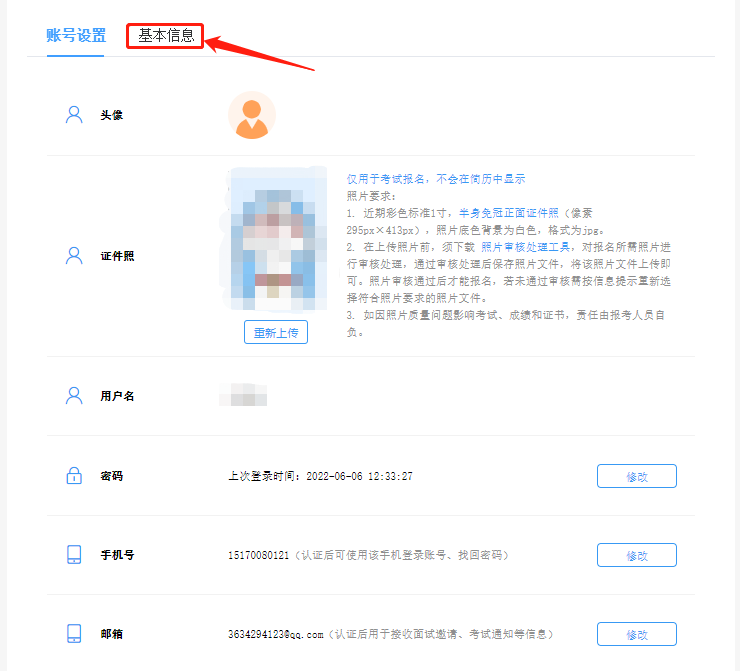 账号设置 基本信息
头像
仅用于考试报名，不会在简历中显示
照片要求：
1. 近期彩色标准1寸，半身免冠正面证件照（像素
295px×413px），照片底色背景为白色，格式为jpg。
2. 在上传照片前，须下载 照片审核处理工具，对报名所需照片进
行审核处理，通过审核处理后保存照片文件，将该照片文件上传即
可。照片审核通过后才能报名，若未通过审核需按信息提示重新选
择符合照片要求的照片文件。
3. 如因照片质量问题影响考试、成绩和证书，责任由报考人员自
负。
证件照
重新上传
用户名
密码 上次登录时间：2022-06-06 12:33:27 修改
手机号 15170080121（认证后可使用该手机登录账号、找回密码） 修改
邮箱 3634294123@qq.com（认证后用于接收面试邀请、考试通知等信息） 修改